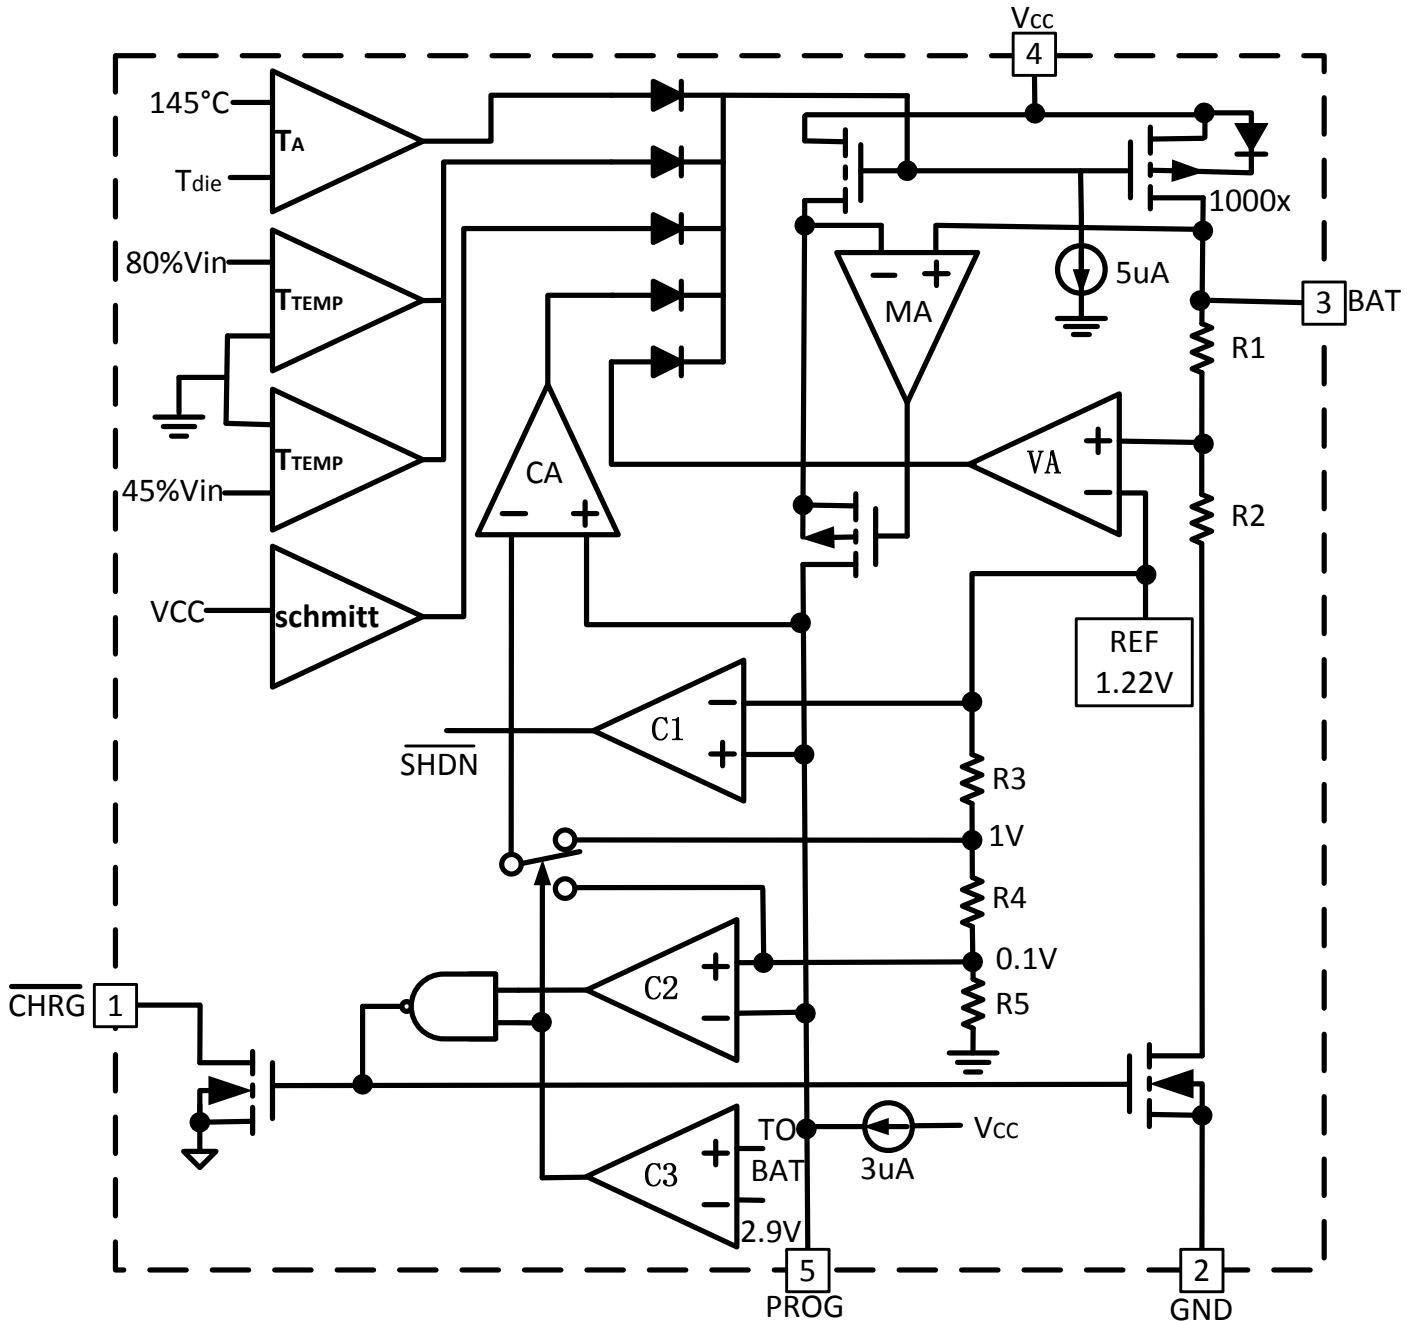 Vcc
4
145°C
TA
Tdie
1000x
80%Vin
TTEMP
5uA
− +
MA
3 BAT
R1
TTEMP
45%Vin
CA
− +
VA
+
−
R2
VCC
schmitt
REF
1.22V
−
C1
+
SHDN
R3
1V
R4
+
0.1V
C2
−
R5
CHRG 1
TO
Vcc
+
BAT
3uA
C3
−
2.9V
5
PROG
2
GND